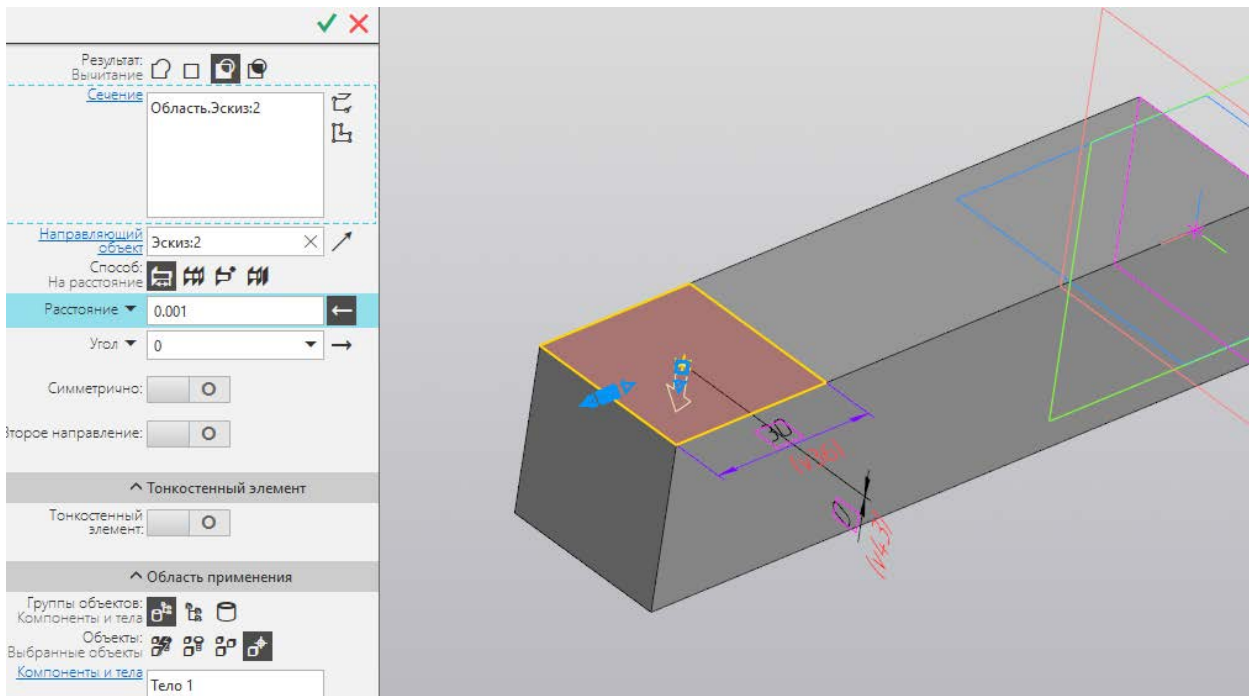 Результат:
Вычитание
Сечение
Область.Эскиз:2
Направляющий
объект
Эскиз:2
Способ:
На расстояние
Расстояние
0.001
Угол
0
Симметрично:
Второе направление:
Тонкостенный элемент
Тонкостенный
элемент:
Область применения
Группы объектов:
Компоненты и тела
Объекты:
Выбранные объекты
Компоненты и тела
Тело 1
30
(v36)
0
(v43)